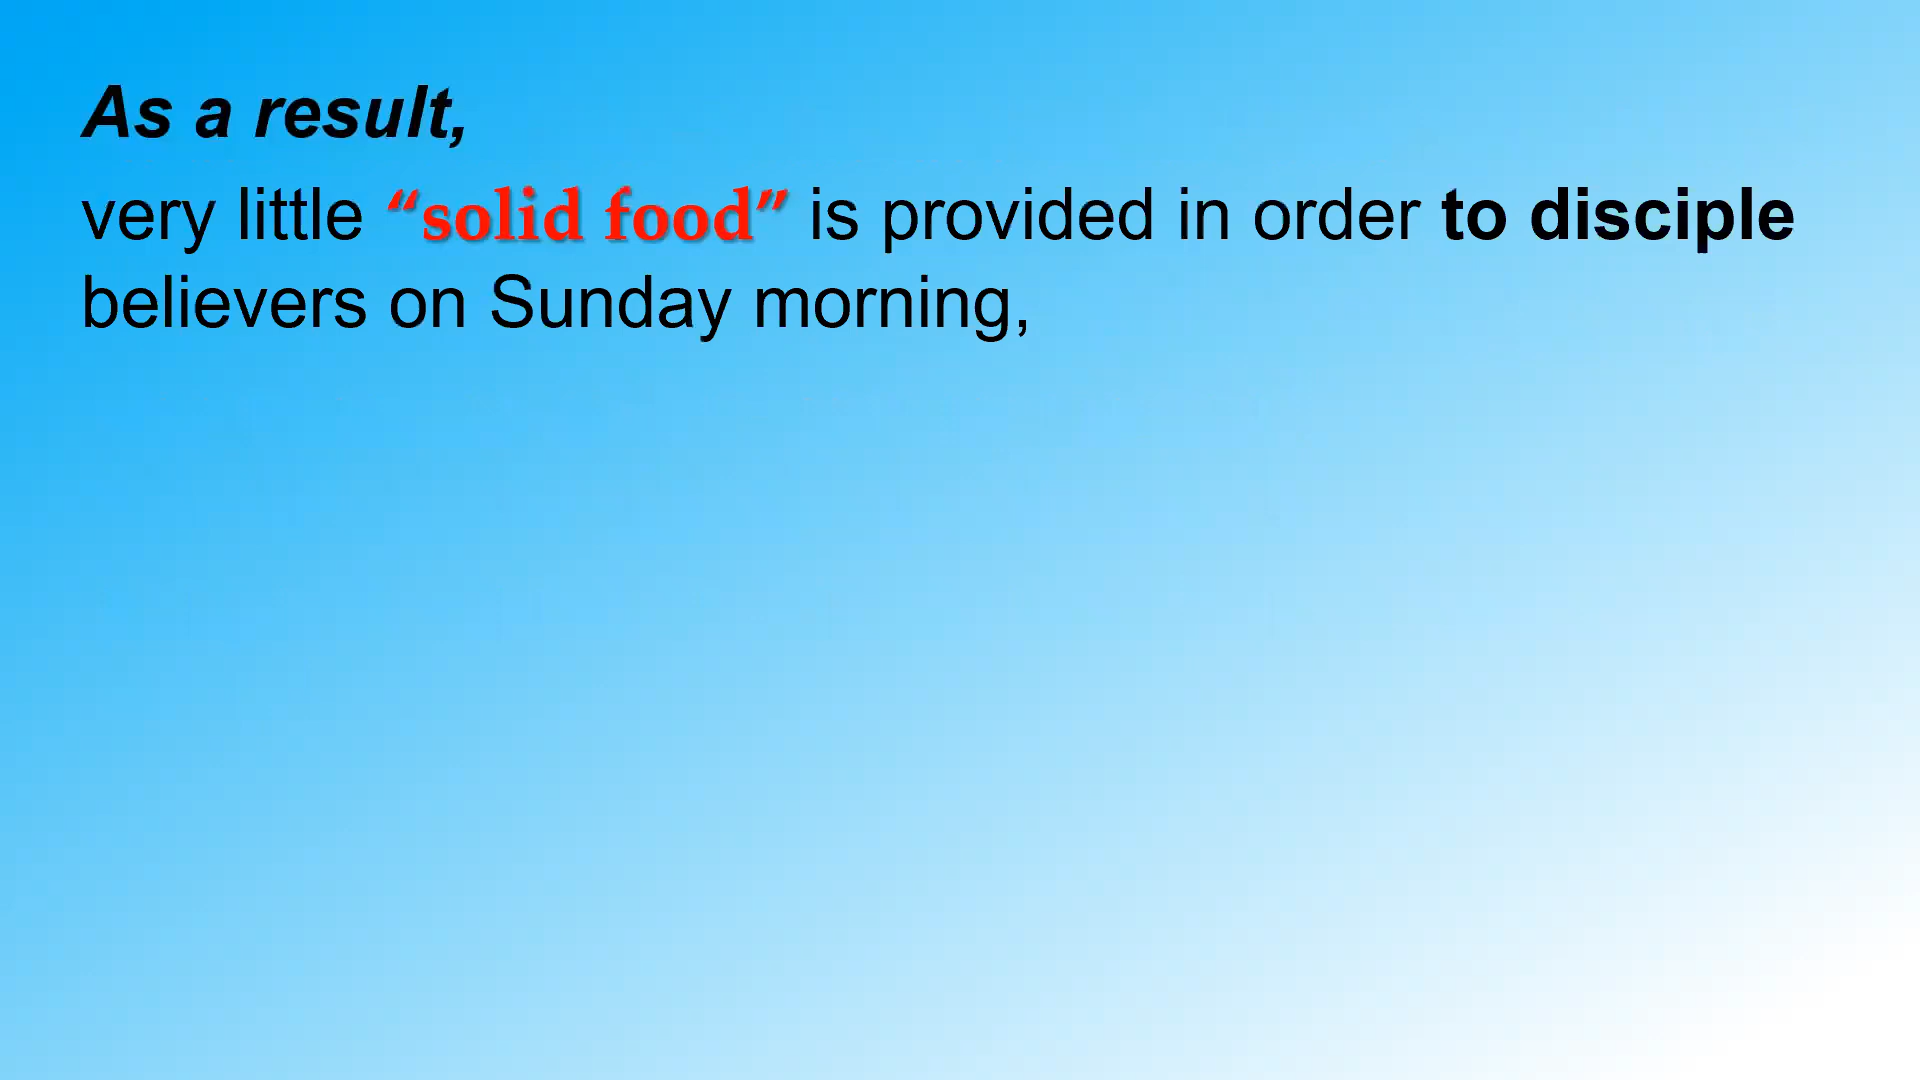 As a result,
very little “solid food” is provided in order to disciple
believers on Sunday morning,